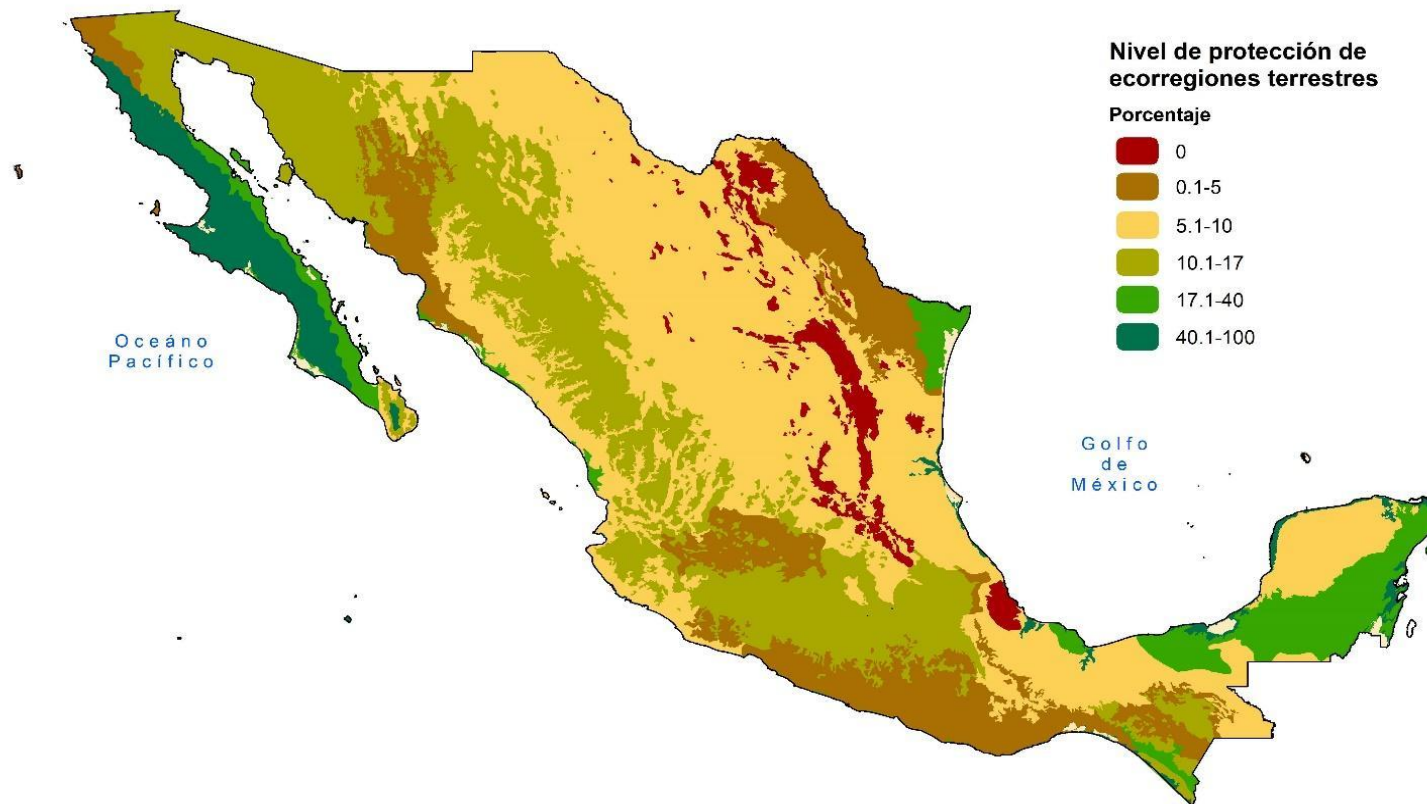 Nivel de protección de
ecorregiones terrestres
Porcentaje
0
0.1-5
5.1-10
10.1-17
17.1-40
40.1-100
Oceáno
Pacífico
Golfo
de
México